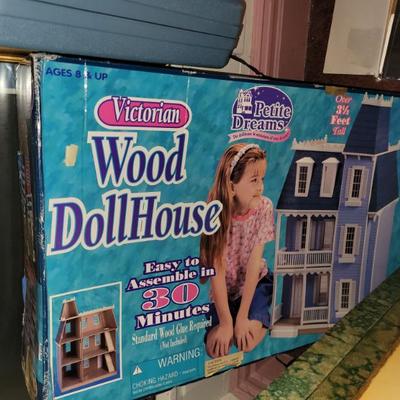 AGES 8 & UP
Victorian
Wood
DollHouse
Petite
Dreams
Over
3½
Feet
Tall
Easy to
Assemble in
30
Minutes
Standard Wood Glue Required
(Not Included)
WARNING
CHOKING HAZARD